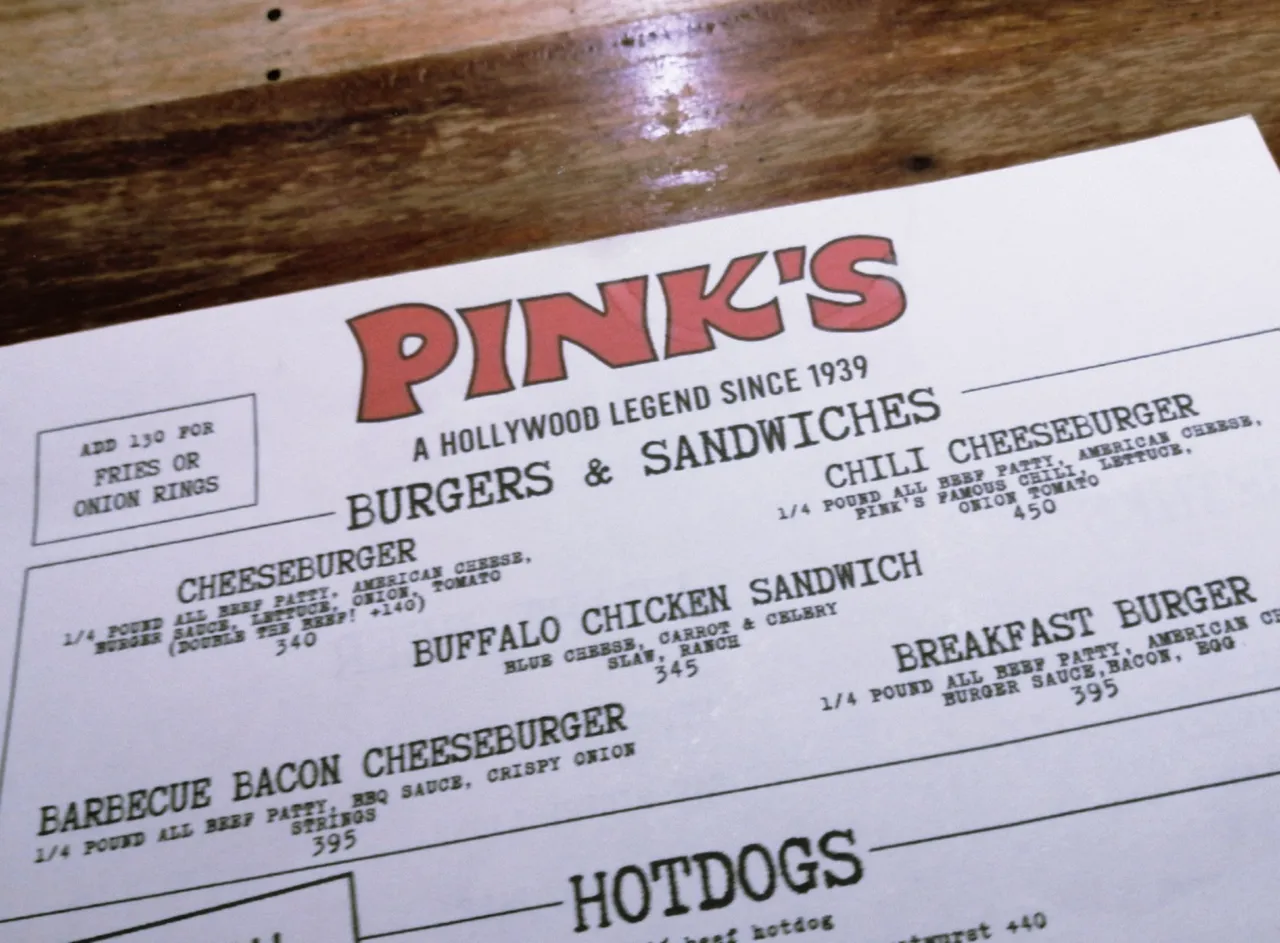 PINK'S
A HOLLYWOOD LEGEND SINCE 1939
ADD 130 FOR
FRIES OR
ONION RINGS
BURGERS & SANDWICHES
CHEESEBURGER
1/4 POUND ALL BEEF PATTY, AMERICAN CHEESE,
BURGER SAUCE, LETTUCE, ONION, TOMATO
(DOUBLE THE BEEF! +140)
340
CHILI CHEESEBURGER
1/4 POUND ALL BEEF PATTY, AMERICAN CHEESE,
PINK'S FAMOUS CHILI, LETTUCE,
ONION TOMATO
450
BUFFALO CHICKEN SANDWICH
BLUE CHEESE, CARROT & CELERY
SLAW, RANCH
345
BREAKFAST BURGER
1/4 POUND ALL BEEF PATTY, AMERICAN
BURGER SAUCE,BACON, EGG
395
BARBECUE BACON CHEESEBURGER
1/4 POUND ALL BEEF PATTY, BBQ SAUCE, CRISPY ONION
STRINGS
395
HOTDOGS
beef hotdog
+40